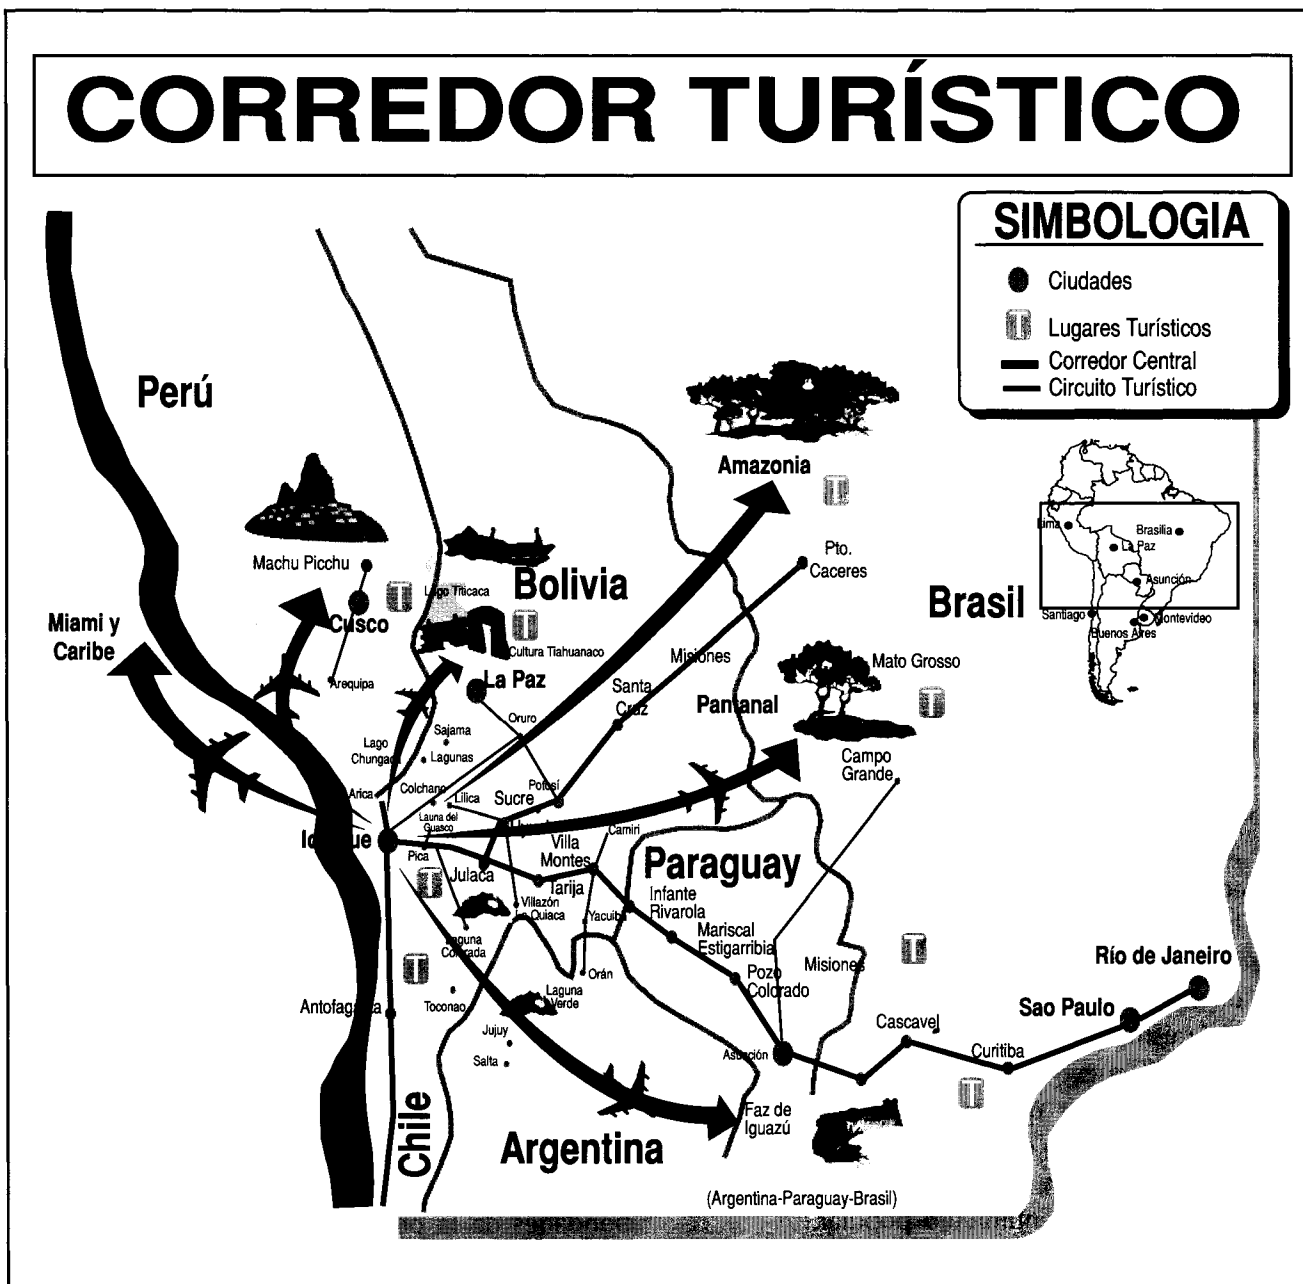 CORREDOR TURÍSTICO
SIMBOLOGIA
Ciudades
T
Lugares Turísticos
Corredor Central
Circuito Turístico
Perú
Amazonia
T
Pto.
Caceres
Machu Picchu
T
Cusco
Arequipa
Miami y
Caribe
Bolivia
Lago Titicaca
T
Cultura Tiahuanaco
La Paz
Brasil
Lima
Brasilia
La Paz
Asunción
Santiago
Montevideo
Buenos Aires
Misiones
Mato Grosso
T
Santa
Cruz
Pantanal
Oruro
Sajama
Lago
Lagunas
Campo
Grande
Arica
Colchane
Lilica
Sucre
Potosí
Launa del
Guasco
Pica
T
Julaca
Villa
Montes
Camiri
Tarija
Paraguay
Villazón
La Quiaca
Yacuiba
Infante
Rivarola
Mariscal
Estigarribia
Laguna
Colorada
T
Orán
Pozo
Colorado
Misiones
T
Río de Janeiro
Sao Paulo
Antofagasta
Toconao
Laguna
Verde
Jujuy
Salta
Asunción
Cascavel
Curitiba
T
Chile
Argentina
Faz de
Iguazú
(Argentina-Paraguay-Brasil)